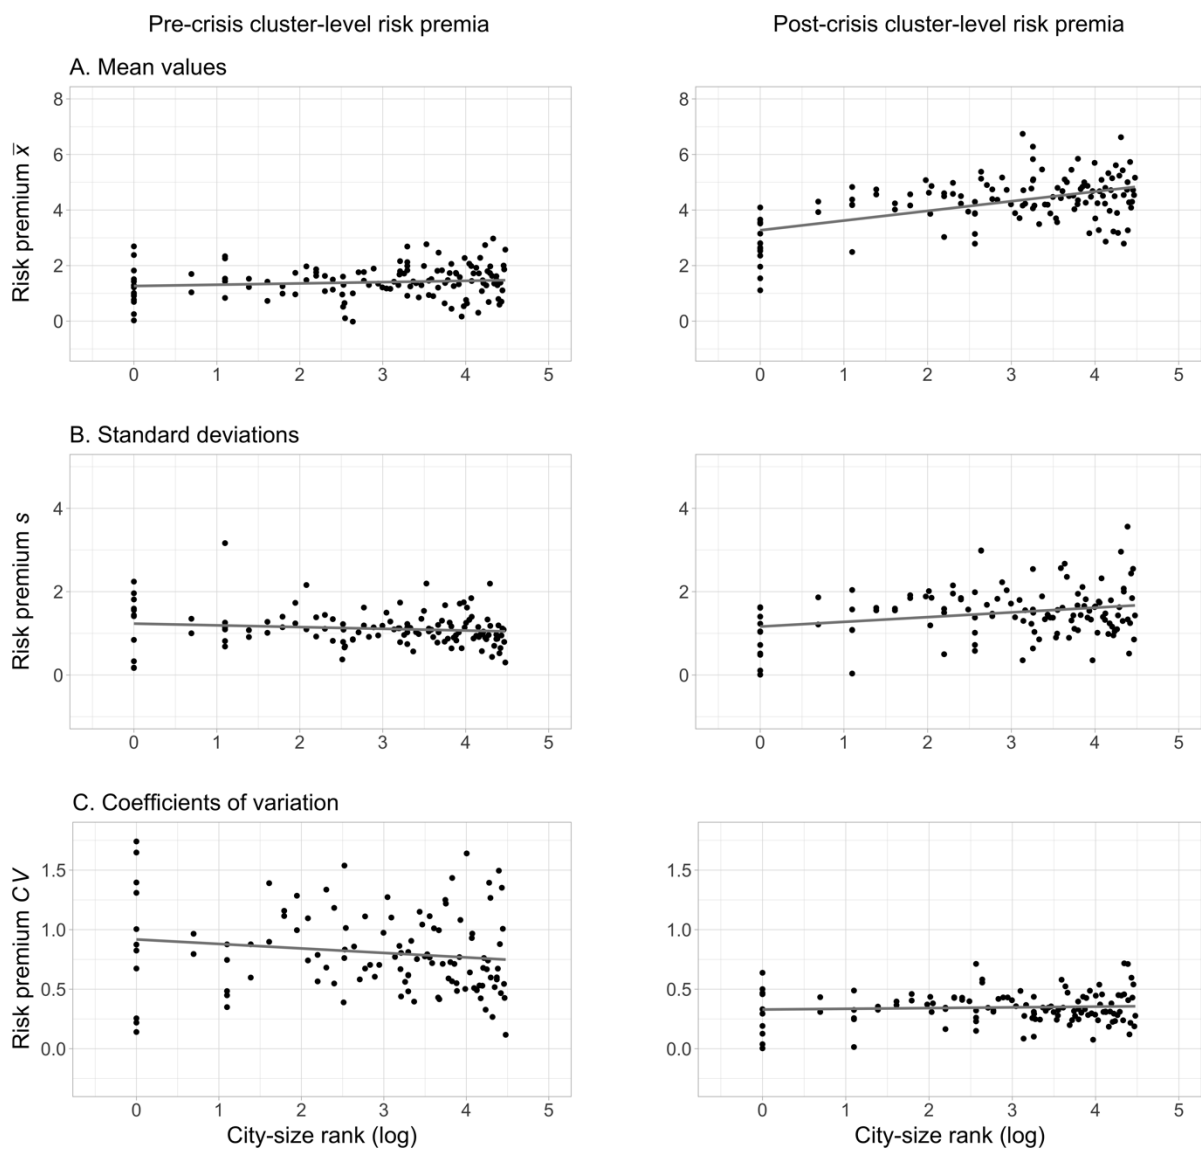 Pre-crisis cluster-level risk premia
Post-crisis cluster-level risk premia
A. Mean values
Risk premium x̄
8
6
4
2
0
0 1 2 3 4 5
8
6
4
2
0
0 1 2 3 4 5
B. Standard deviations
Risk premium s
4
2
0
0 1 2 3 4 5
4
2
0
0 1 2 3 4 5
C. Coefficients of variation
Risk premium CV
1.5
1.0
0.5
0.0
0 1 2 3 4 5
City-size rank (log)
1.5
1.0
0.5
0.0
0 1 2 3 4 5
City-size rank (log)